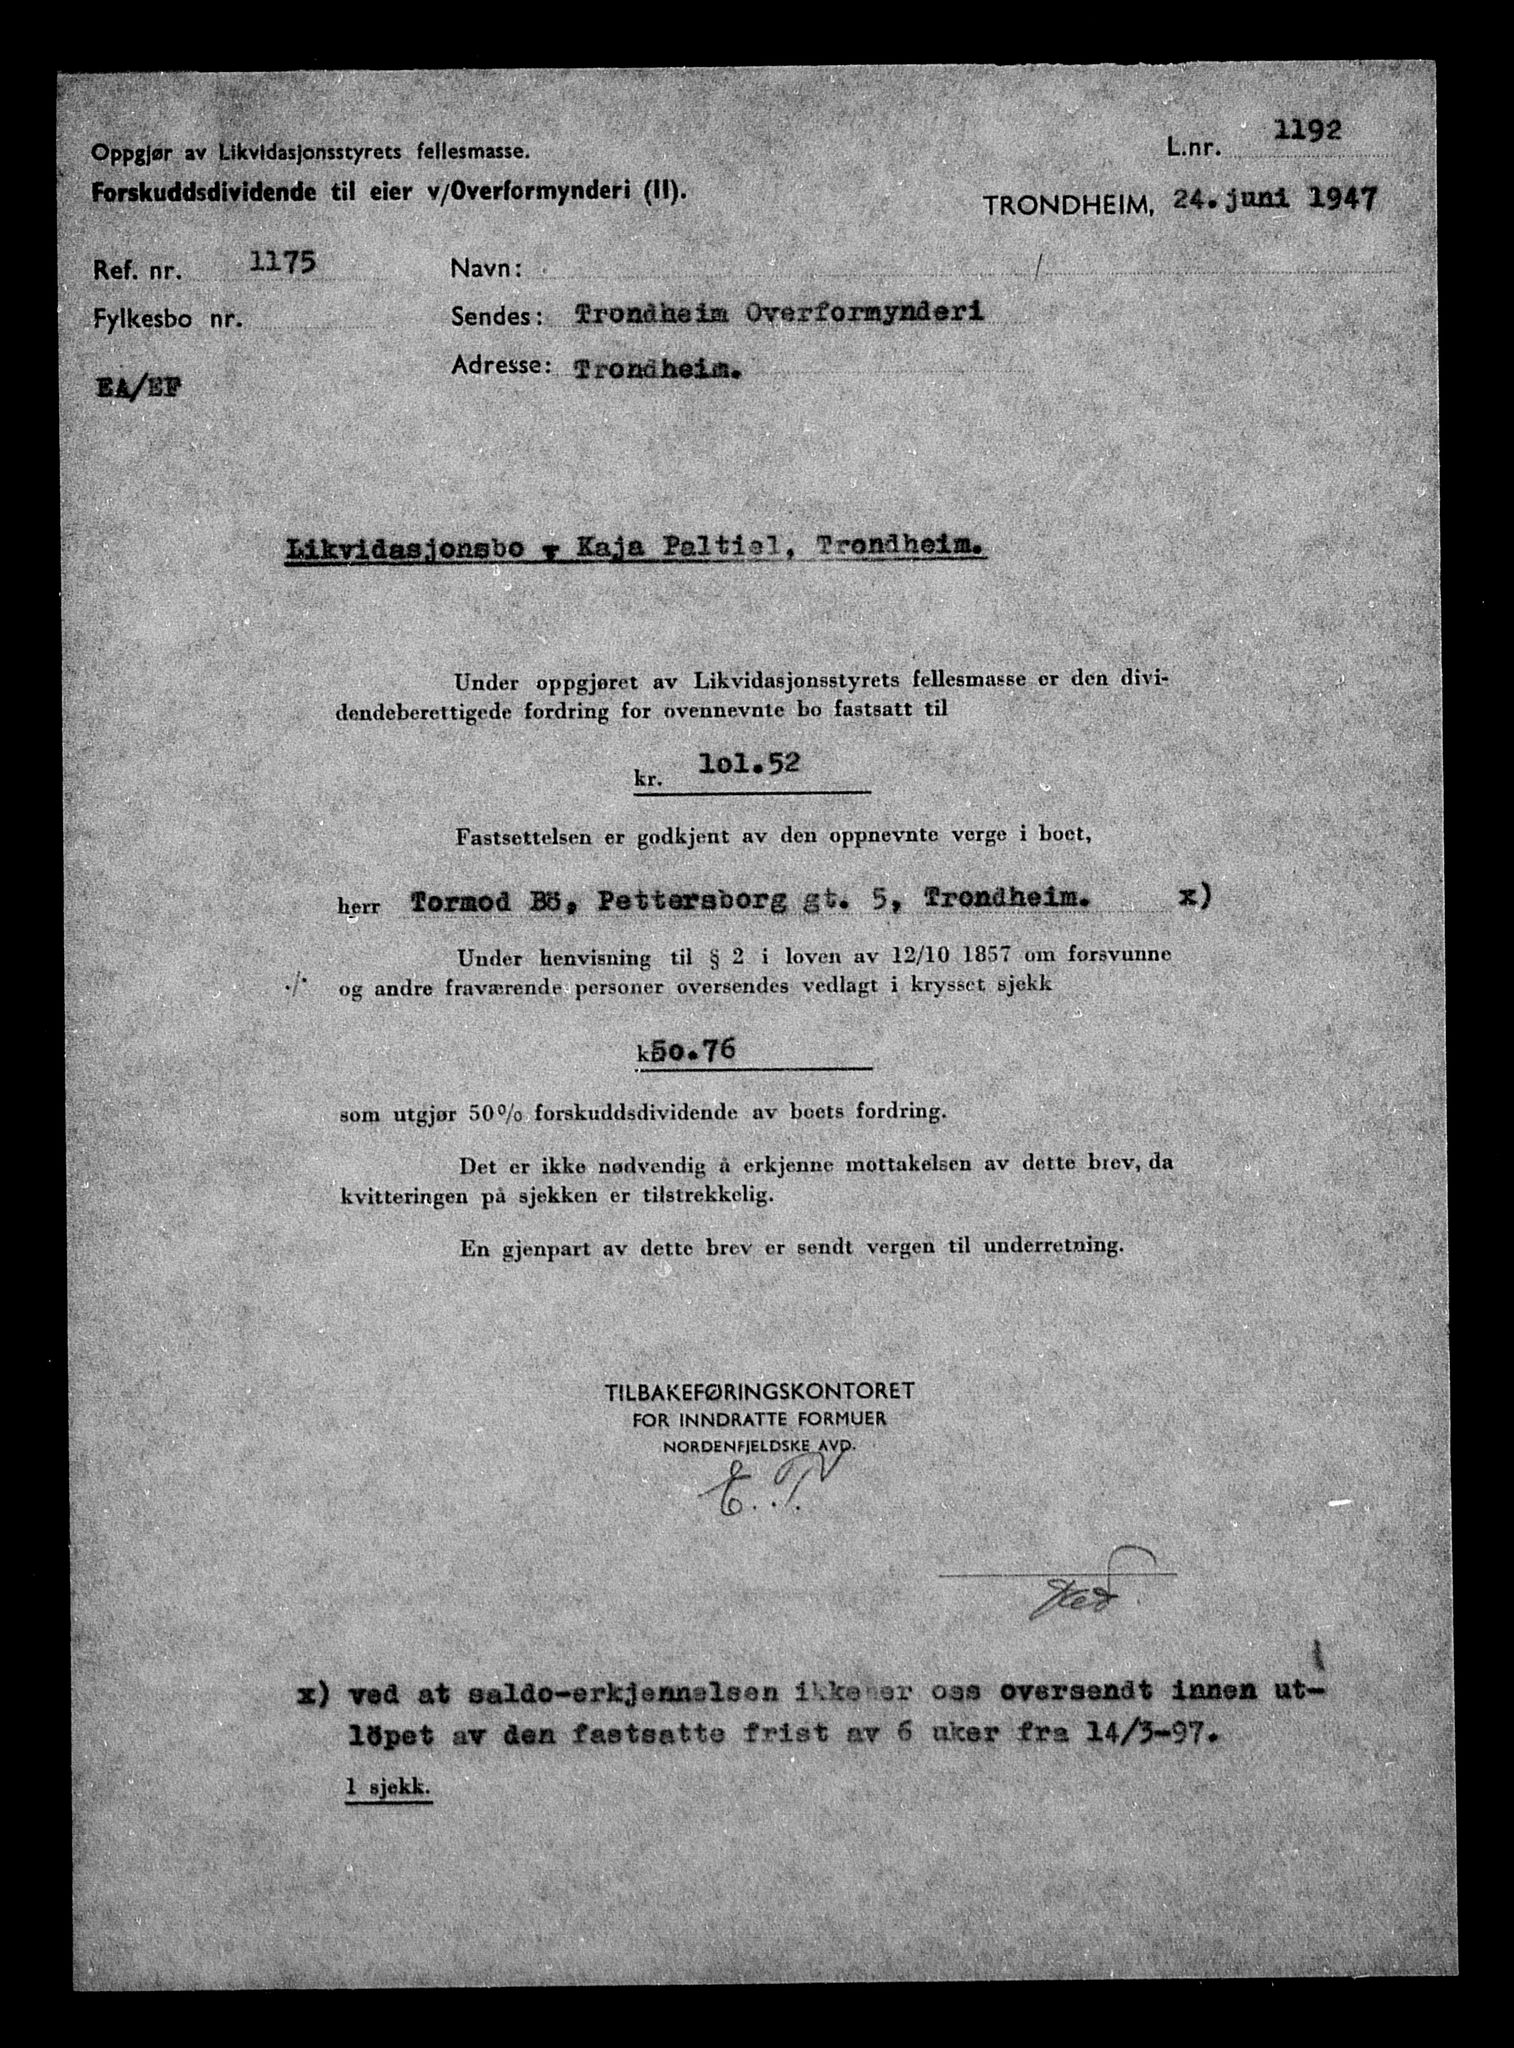 L.nr. 1192
Oppgjør av Likvidasjonsstyrets fellesmasse.
Forskuddsdividende til eier v/Overformynderi (II).
TRONDHEIM, 24. juni 1947
Ref. nr. 1175 Navn: /
Fylkesbo nr. Sendes: Trondheim Overformynderi
Adresse: Trondheim.
EA/EF
Likvidasjonsbo - Kaja Paltiel, Trondheim.
Under oppgjøret av Likvidasjonsstyrets fellesmasse er den divi-
dendeberettigede fordring for ovennevnte bo fastsatt til
kr. 101.52
Fastsettelsen er godkjent av den oppnevnte verge i boet,
herr Tormod Bö, Pettersborg gt. 5, Trondheim. x)
Under henvisning til § 2 i loven av 12/10 1857 om forsvunne
./. og andre fraværende personer oversendes vedlagt i krysset sjekk
k50.76
som utgjør 50% forskuddsdividende av boets fordring.
Det er ikke nødvendig å erkjenne mottakelsen av dette brev, da
kvitteringen på sjekken er tilstrekkelig.
En gjenpart av dette brev er sendt vergen til underretning.
TILBAKEFØRINGSKONTORET
FOR INNDRATTE FORMUER
NORDENFJELDSKE AVD.
E. T.
x) ved at saldo-erkjennelsen ikke er oss oversendt innen ut-
löpet av den fastsatte frist av 6 uker fra 14/3-97.
1 sjekk.